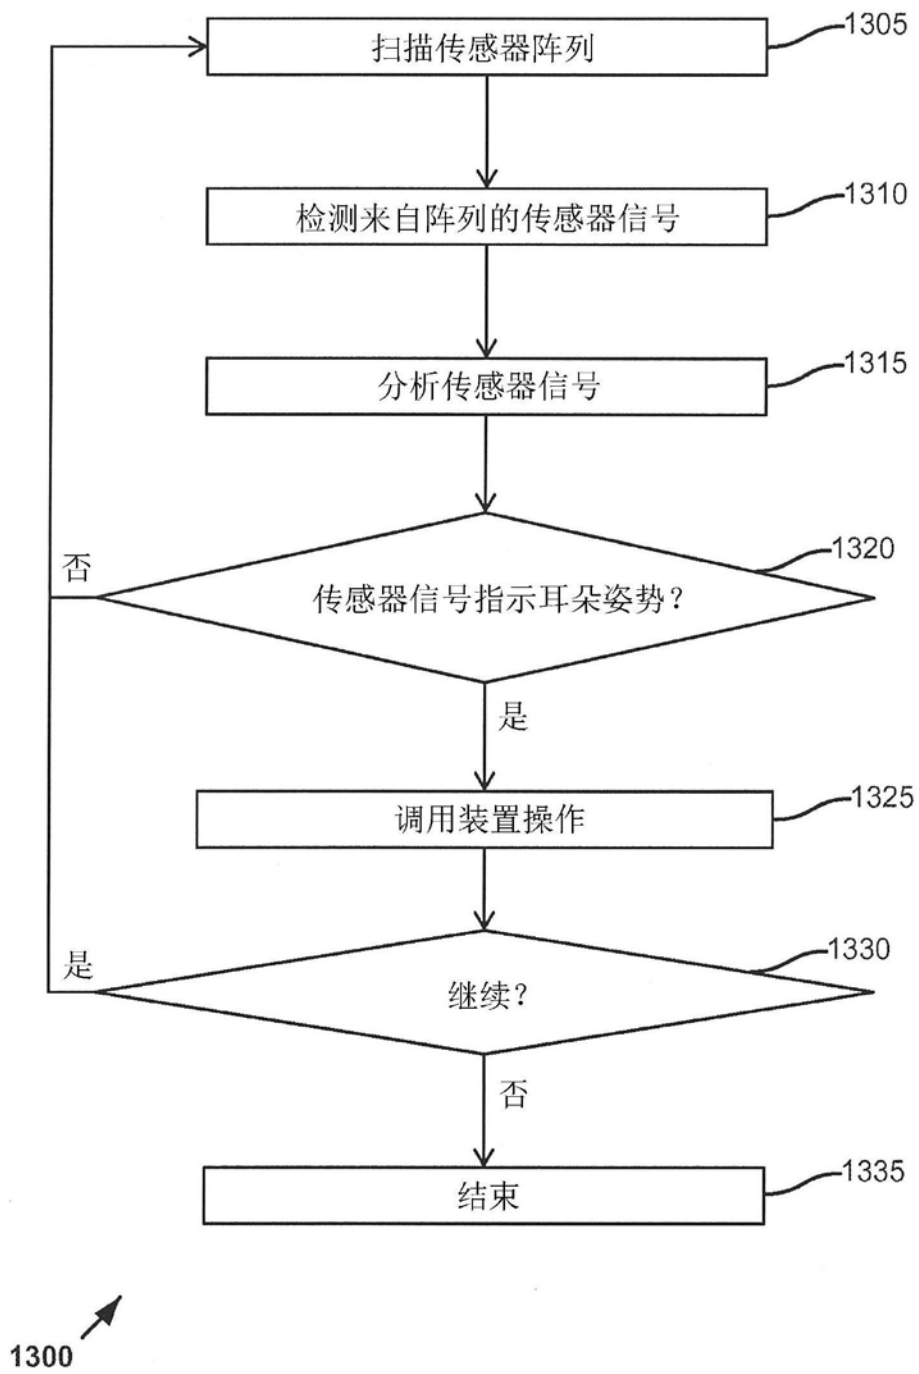 1305
扫描传感器阵列
1310
检测来自阵列的传感器信号
1315
分析传感器信号
1320
否
传感器信号指示耳朵姿势？
是
1325
调用装置操作
1330
是
继续？
否
1335
结束
1300